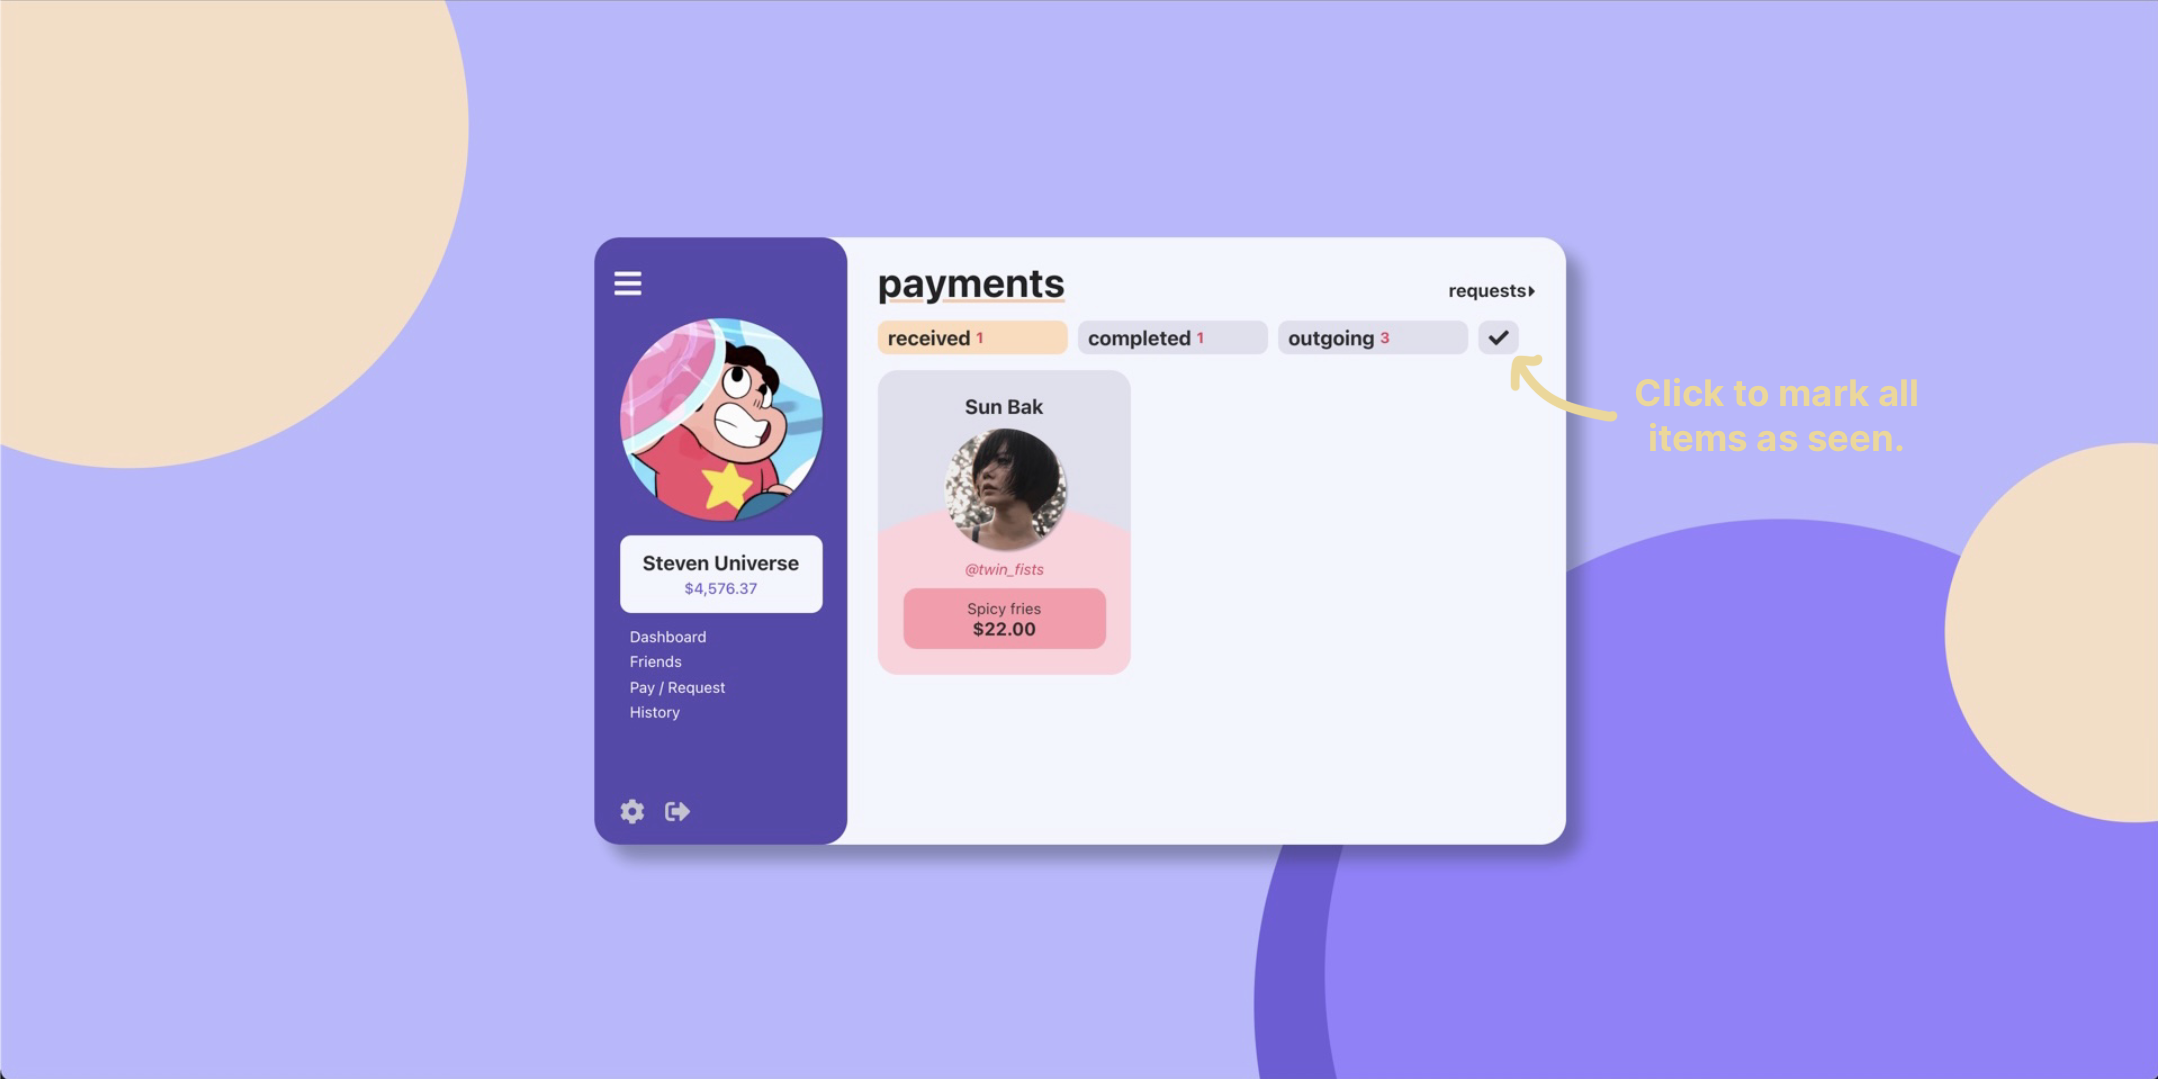 payments
requests
received 1
completed 1
outgoing 3
Click to mark all
items as seen.
Sun Bak
@twin_fists
Spicy fries
$22.00
Steven Universe
$4,576.37
Dashboard
Friends
Pay / Request
History